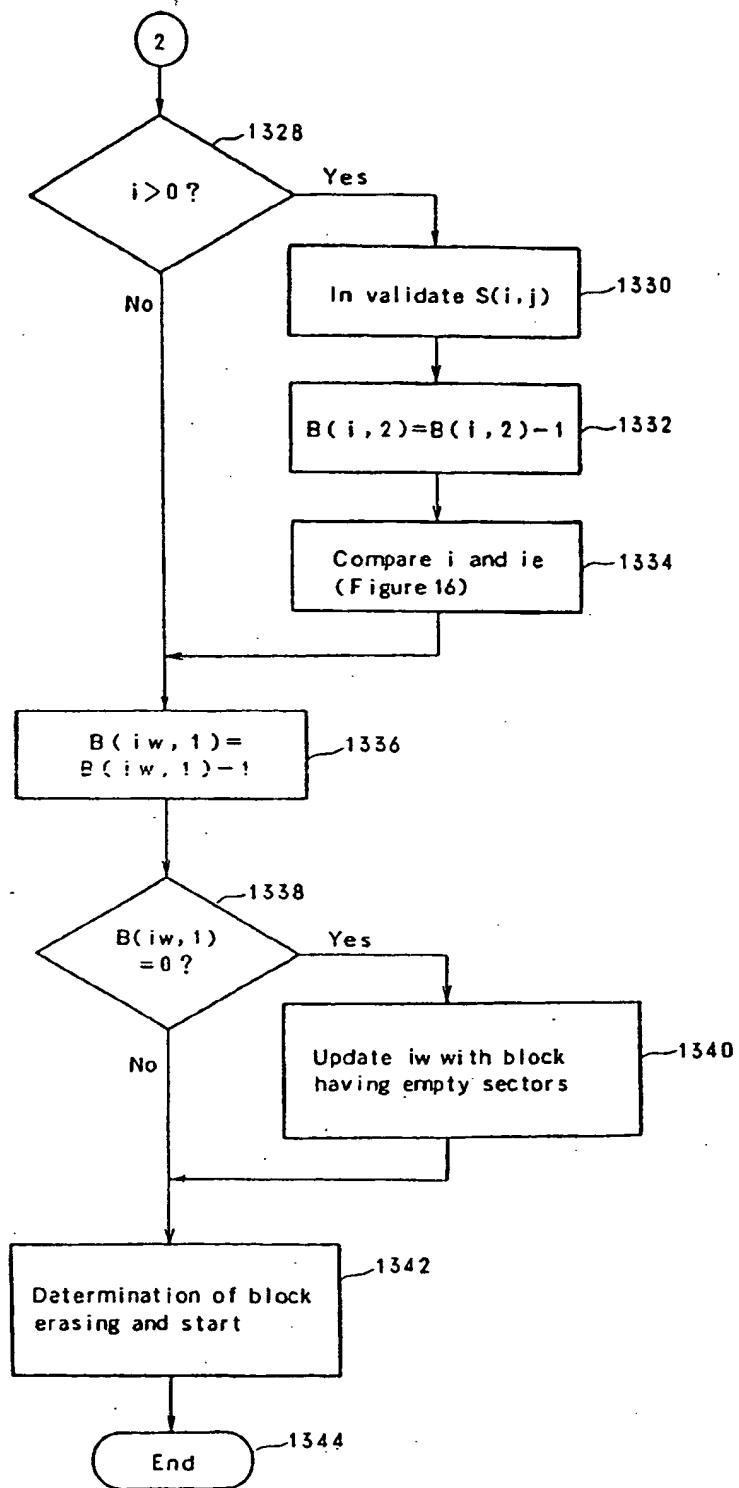 2
1328
i>0?
Yes
No
In validate S(i,j)
1330
B(i,2)=B(i,2)-1
1332
Compare i and ie
(Figure 16)
1334
B(iw,1)=
B(iw,1)-1
1336
1338
B(iw,1)
=0?
Yes
No
Update iw with block
having empty sectors
1340
1342
Determination of block
erasing and start
End
1344